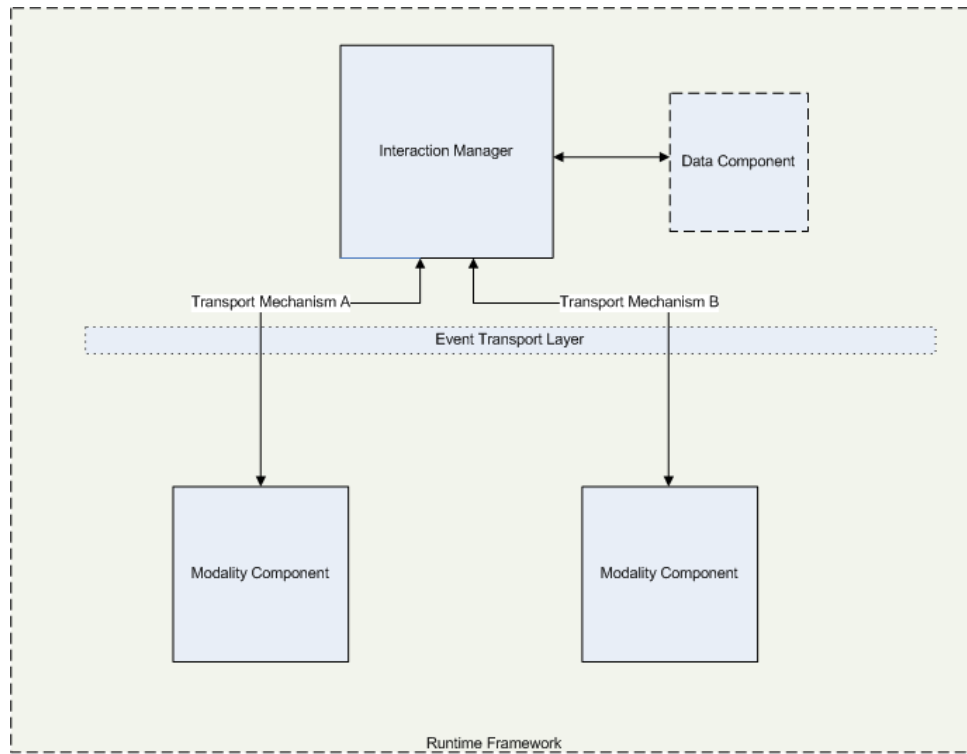 Interaction Manager
Data Component
Transport Mechanism A
Transport Mechanism B
Event Transport Layer
Modality Component
Modality Component
Runtime Framework